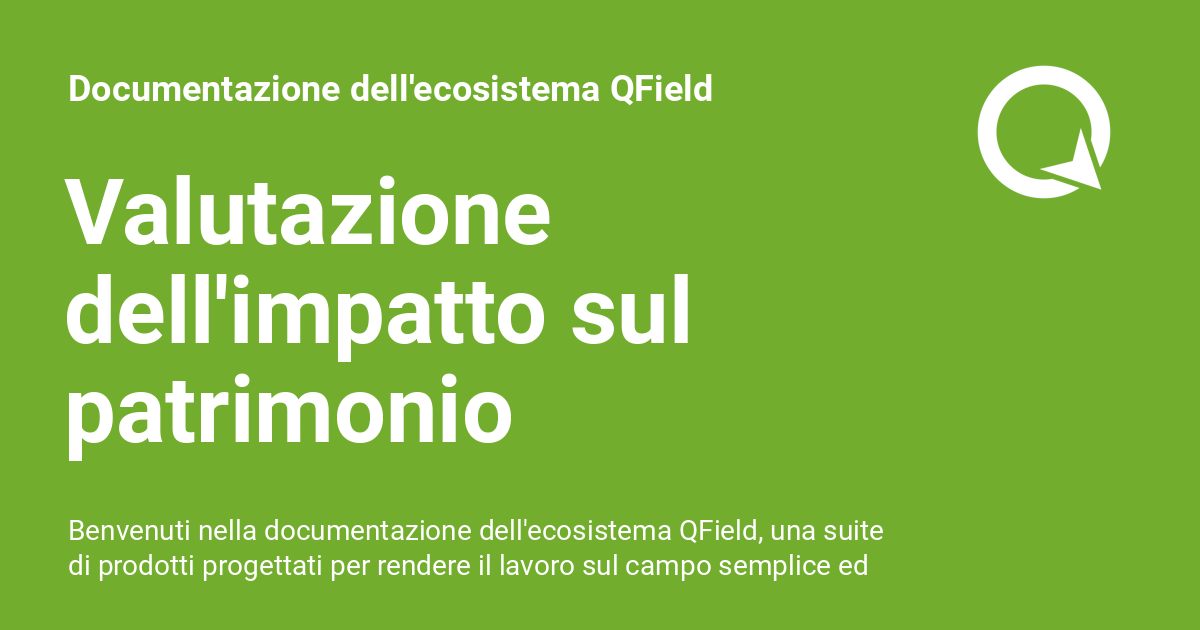 Documentazione dell'ecosistema QField
Valutazione
dell'impatto sul
patrimonio
Benvenuti nella documentazione dell'ecosistema QField, una suite
di prodotti progettati per rendere il lavoro sul campo semplice ed